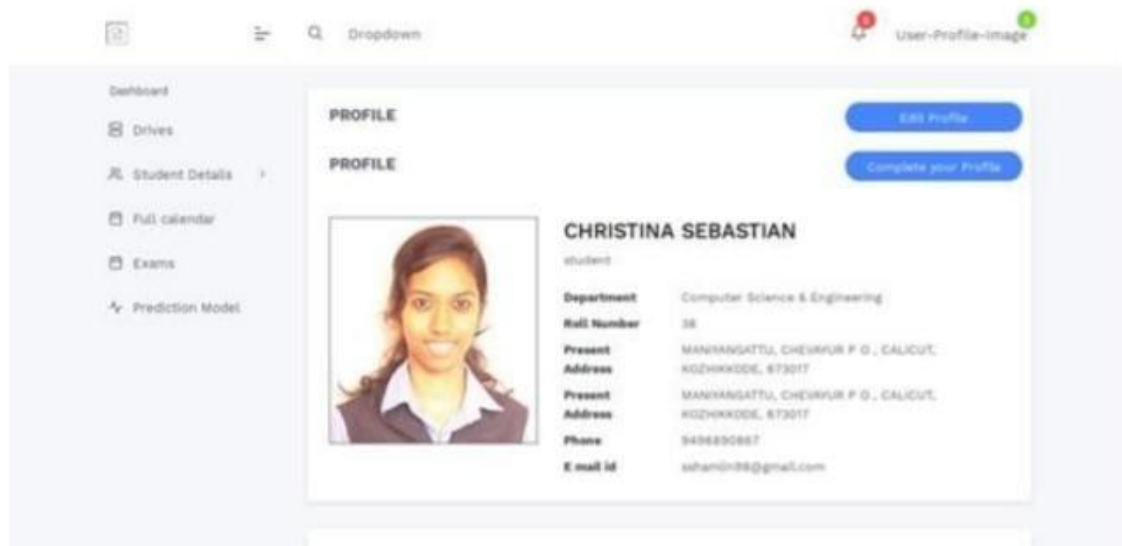 Dropdown
User-Profile-Image
Dashboard
Drives
Student Details
Full calendar
Exams
Prediction Model
PROFILE
Edit Profile
PROFILE
Complete your Profile
CHRISTINA SEBASTIAN
student
Department Computer Science & Engineering
Roll Number 38
Present MANIYANGATTU, CHEVAYUR P O., CALICUT,
Address KOZHIKKODE, 673017
Present MANIYANGATTU, CHEVAYUR P O., CALICUT,
Address KOZHIKKODE, 673017
Phone
E mail id